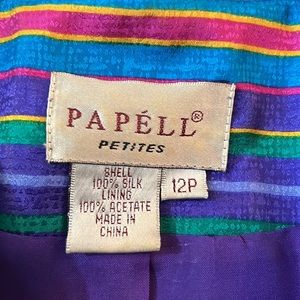 PAPÉLL®
PETITES
SHELL
100% SILK
LINING
100% ACETATE
MADE IN
CHINA
12P